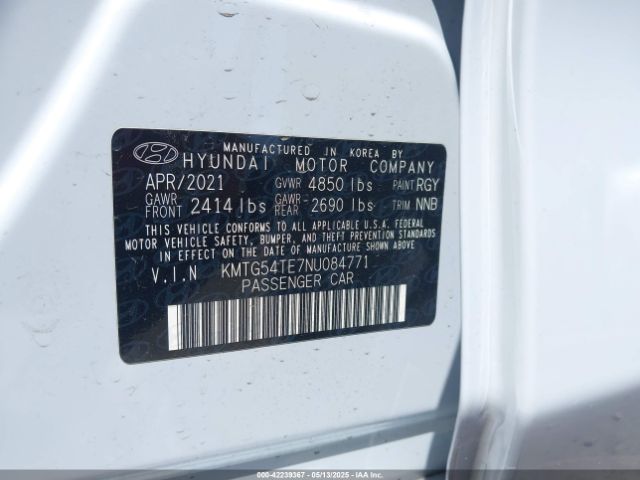 MANUFACTURED IN KOREA BY
HYUNDAI MOTOR COMPANY
APR/2021 GVWR 4850 lbs PAINT RGY
GAWR FRONT 2414 lbs GAWR REAR 2690 lbs TRIM NNB
THIS VEHICLE CONFORMS TO ALL APPLICABLE U.S.A. FEDERAL
MOTOR VEHICLE SAFETY, BUMPER, AND THEFT PREVENTION STANDARDS
IN EFFECT ON THE DATE OF MANUFACTURE SHOWN ABOVE.
V.I.N KMTG54TE7NU084771
PASSENGER CAR
000-42239367 - 05/13/2025 - IAAI.COM